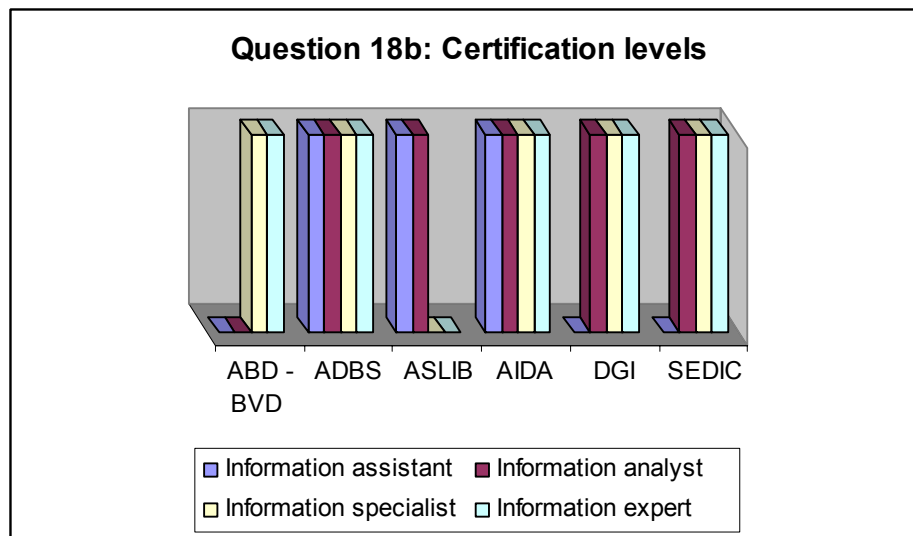 Question 18b: Certification levels
ABD - ADBS ASLIB AIDA DGI SEDIC
BVD
Information assistant Information analyst
Information specialist Information expert